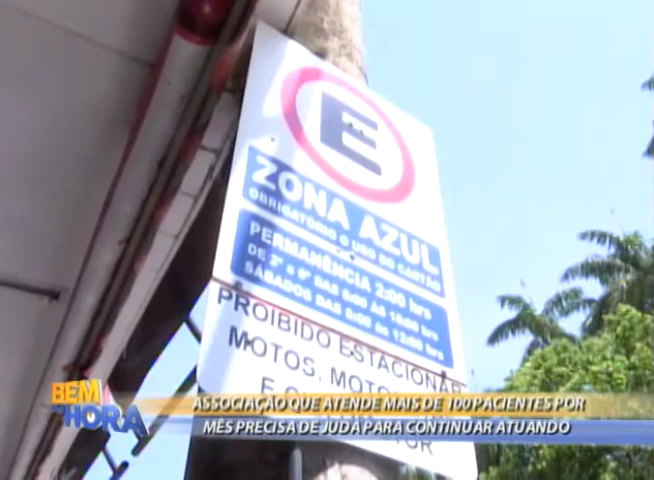 E
ZONA AZUL
OBRIGATÓRIO O USO DE CARTÃO
PERMANÊNCIA 2:00 hrs
DE 2ª a 6ª DAS 8:00 ÀS 18:00 hrs
SÁBADOS DAS 8:00 às 12:00 hrs
PROIBIDO ESTACIONAR
MOTOS,
BEM
NA HORA
ASSOCIAÇÃO QUE ATENDE MAIS DE 100 PACIENTES POR
MÊS PRECISA DE JUDA PARA CONTINUAR ATUANDO